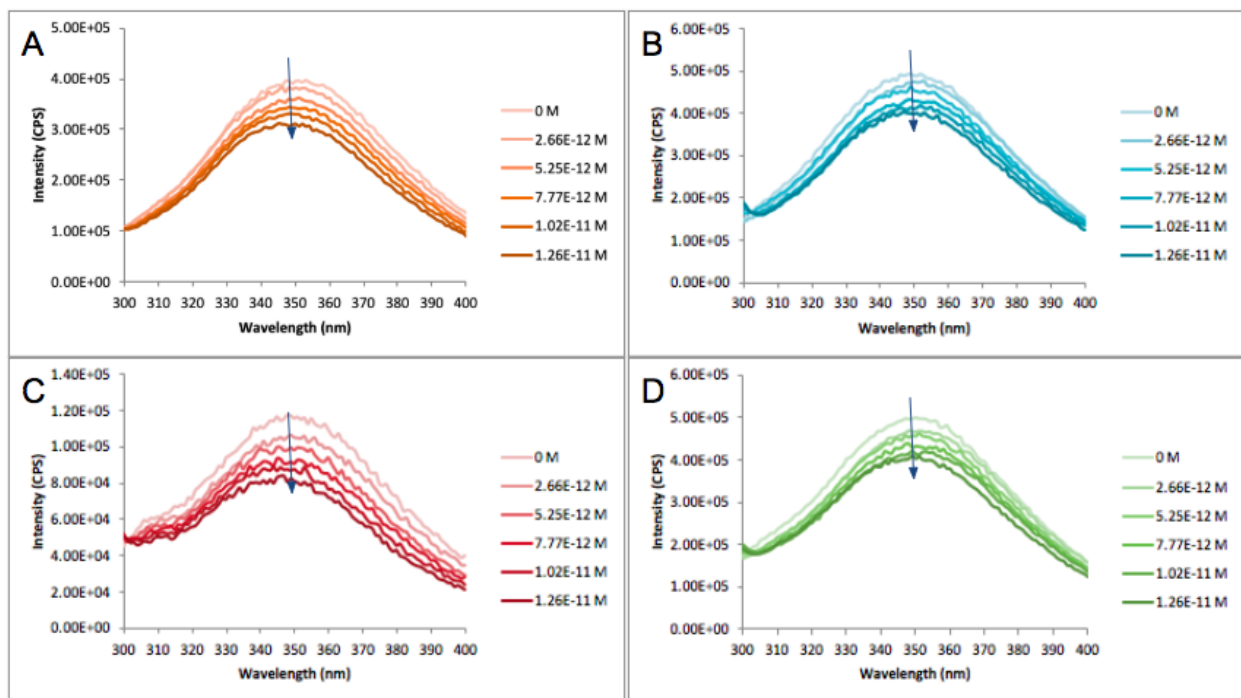 A
5.00E+05
4.00E+05
3.00E+05
2.00E+05
1.00E+05
0.00E+00
Intensity (CPS)
300 310 320 330 340 350 360 370 380 390 400
Wavelength (nm)
0 M
2.66E-12 M
5.25E-12 M
7.77E-12 M
1.02E-11 M
1.26E-11 M
B
6.00E+05
5.00E+05
4.00E+05
3.00E+05
2.00E+05
1.00E+05
0.00E+00
Intensity (CPS)
300 310 320 330 340 350 360 370 380 390 400
Wavelength (nm)
0 M
2.66E-12 M
5.25E-12 M
7.77E-12 M
1.02E-11 M
1.26E-11 M
C
1.40E+05
1.20E+05
1.00E+05
8.00E+04
6.00E+04
4.00E+04
2.00E+04
0.00E+00
Intensity (CPS)
300 310 320 330 340 350 360 370 380 390 400
Wavelength (nm)
0 M
2.66E-12 M
5.25E-12 M
7.77E-12 M
1.02E-11 M
1.26E-11 M
D
6.00E+05
5.00E+05
4.00E+05
3.00E+05
2.00E+05
1.00E+05
0.00E+00
Intensity (CPS)
300 310 320 330 340 350 360 370 380 390 400
Wavelength (nm)
0 M
2.66E-12 M
5.25E-12 M
7.77E-12 M
1.02E-11 M
1.26E-11 M